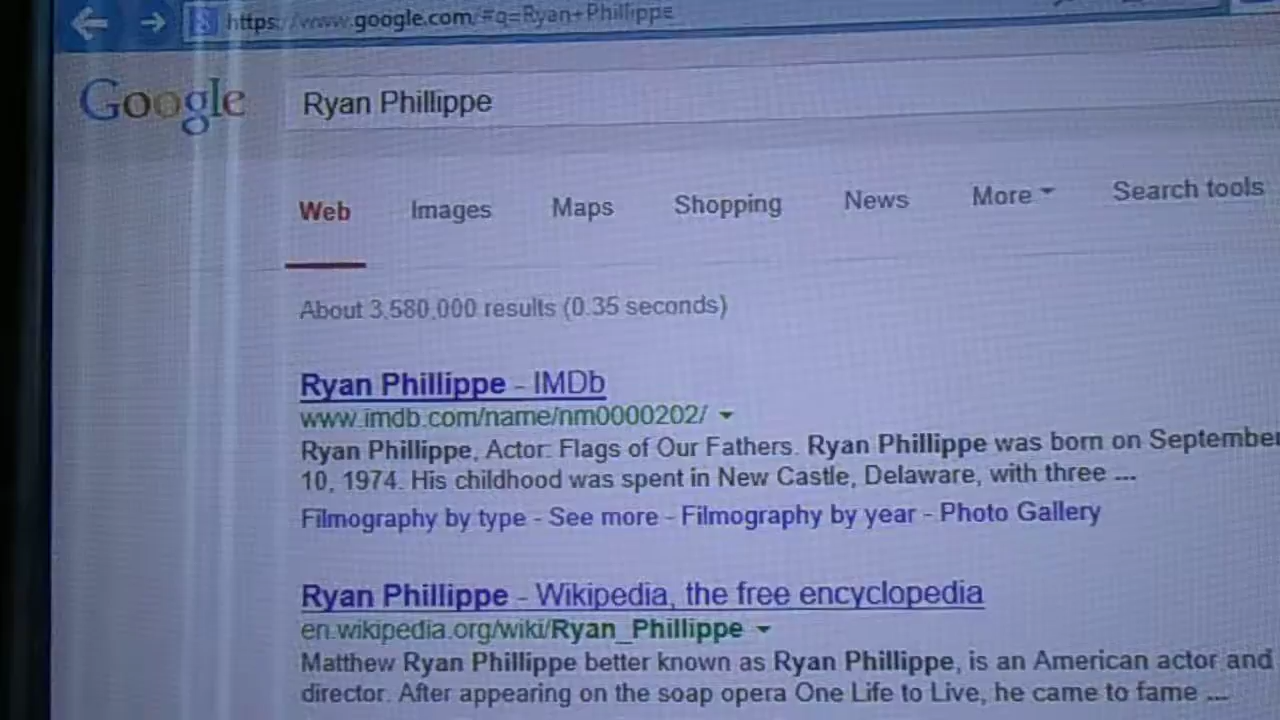 https://www.google.com/#q=Ryan+Phillippe
Google
Ryan Phillippe
Web Images Maps Shopping News More Search tools
About 3,580,000 results (0.35 seconds)
Ryan Phillippe - IMDb
www.imdb.com/name/nm0000202/
Ryan Phillippe, Actor: Flags of Our Fathers. Ryan Phillippe was born on September
10, 1974. His childhood was spent in New Castle, Delaware, with three ...
Filmography by type - See more - Filmography by year - Photo Gallery
Ryan Phillippe - Wikipedia, the free encyclopedia
en.wikipedia.org/wiki/Ryan_Phillippe
Matthew Ryan Phillippe better known as Ryan Phillippe, is an American actor and
director. After appearing on the soap opera One Life to Live, he came to fame ...